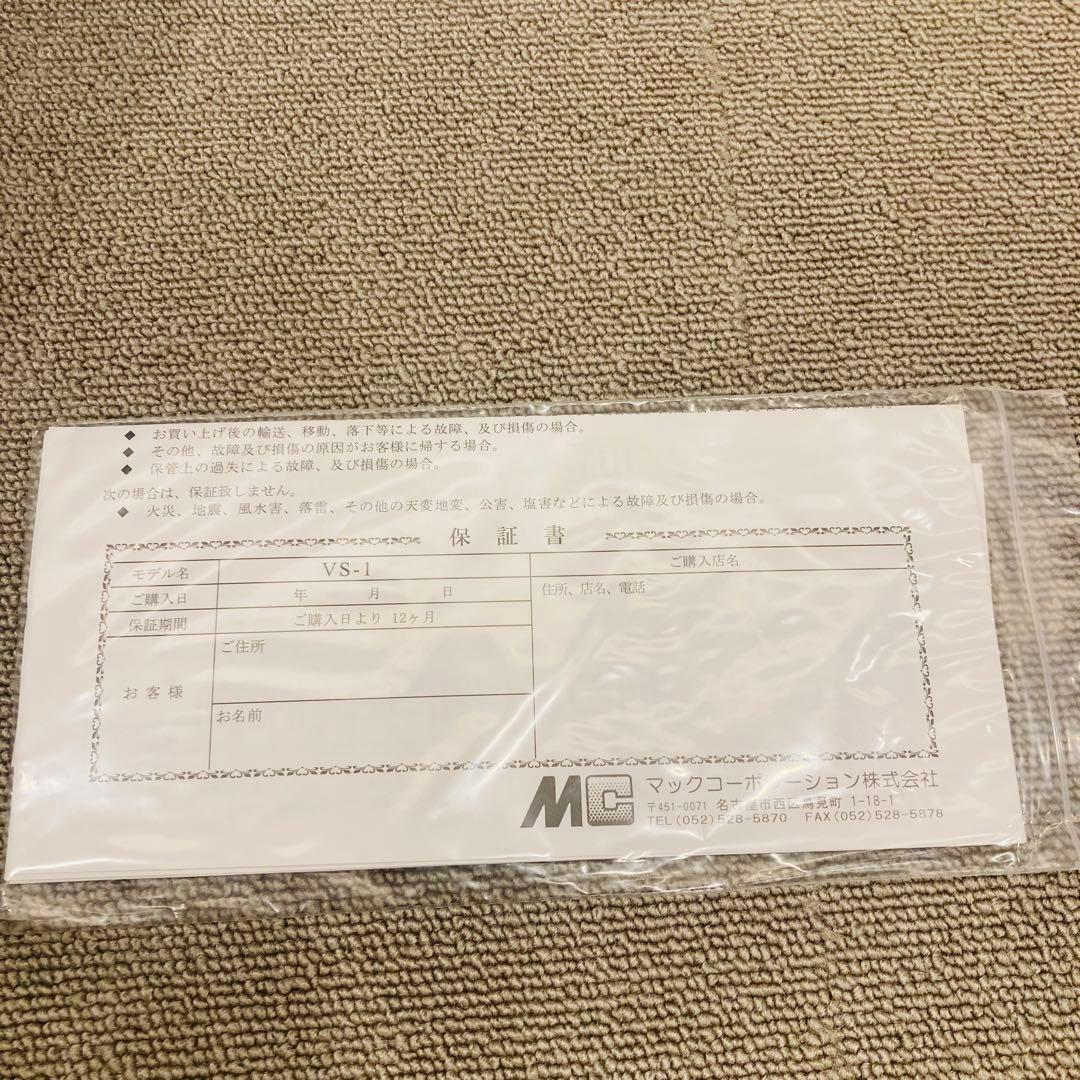 ◆ お買い上げ後の輸送、移動、落下等による故障、及び損傷の場合。
◆ その他、故障及び損傷の原因がお客様に帰する場合。
◆ 保管上の過失による故障、及び損傷の場合。
次の場合は、保証致しません。
◆ 火災、地震、風水害、落雷、その他の天変地変、公害、塩害などによる故障及び損傷の場合。
保証書
モデル名 VS-1 ご購入店名
ご購入日 年 月 日 住所、店名、電話
保証期間 ご購入日より 12ヶ月
お客様 ご住所
お名前
MC マックコーポレーション株式会社
〒451-0071 名古屋市西区鳥見町 1-18-1
TEL(052)528-5870 FAX(052)528-5878